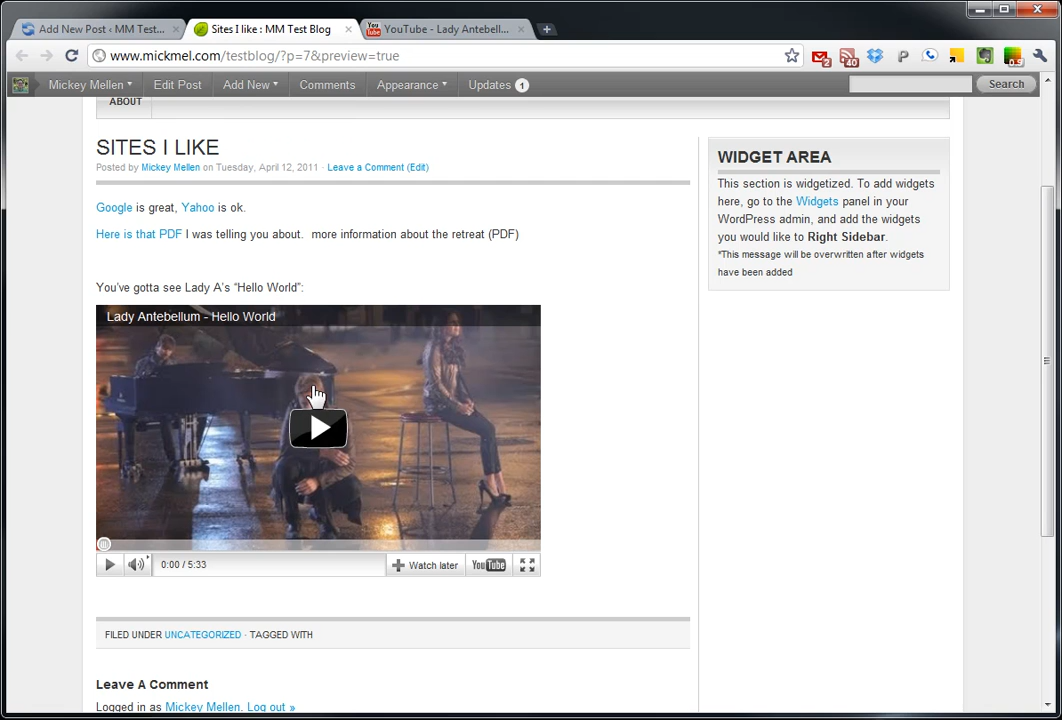 Add New Post ‹ MM Test...
Sites I like : MM Test Blog
YouTube - Lady Antebell...
www.mickmel.com/testblog/?p=7&preview=true
2
40
0.9
Mickey Mellen
Edit Post
Add New
Comments
Appearance
Updates 1
Search
ABOUT
SITES I LIKE
Posted by Mickey Mellen on Tuesday, April 12, 2011 · Leave a Comment (Edit)
Google is great, Yahoo is ok.
Here is that PDF I was telling you about.  more information about the retreat (PDF)
You've gotta see Lady A's “Hello World”:
Lady Antebellum - Hello World
0:00 / 5:33
Watch later
YouTube
FILED UNDER UNCATEGORIZED · TAGGED WITH
Leave A Comment
Logged in as Mickey Mellen. Log out »
WIDGET AREA
This section is widgetized. To add widgets
here, go to the Widgets panel in your
WordPress admin, and add the widgets
you would like to Right Sidebar.
*This message will be overwritten after widgets
have been added